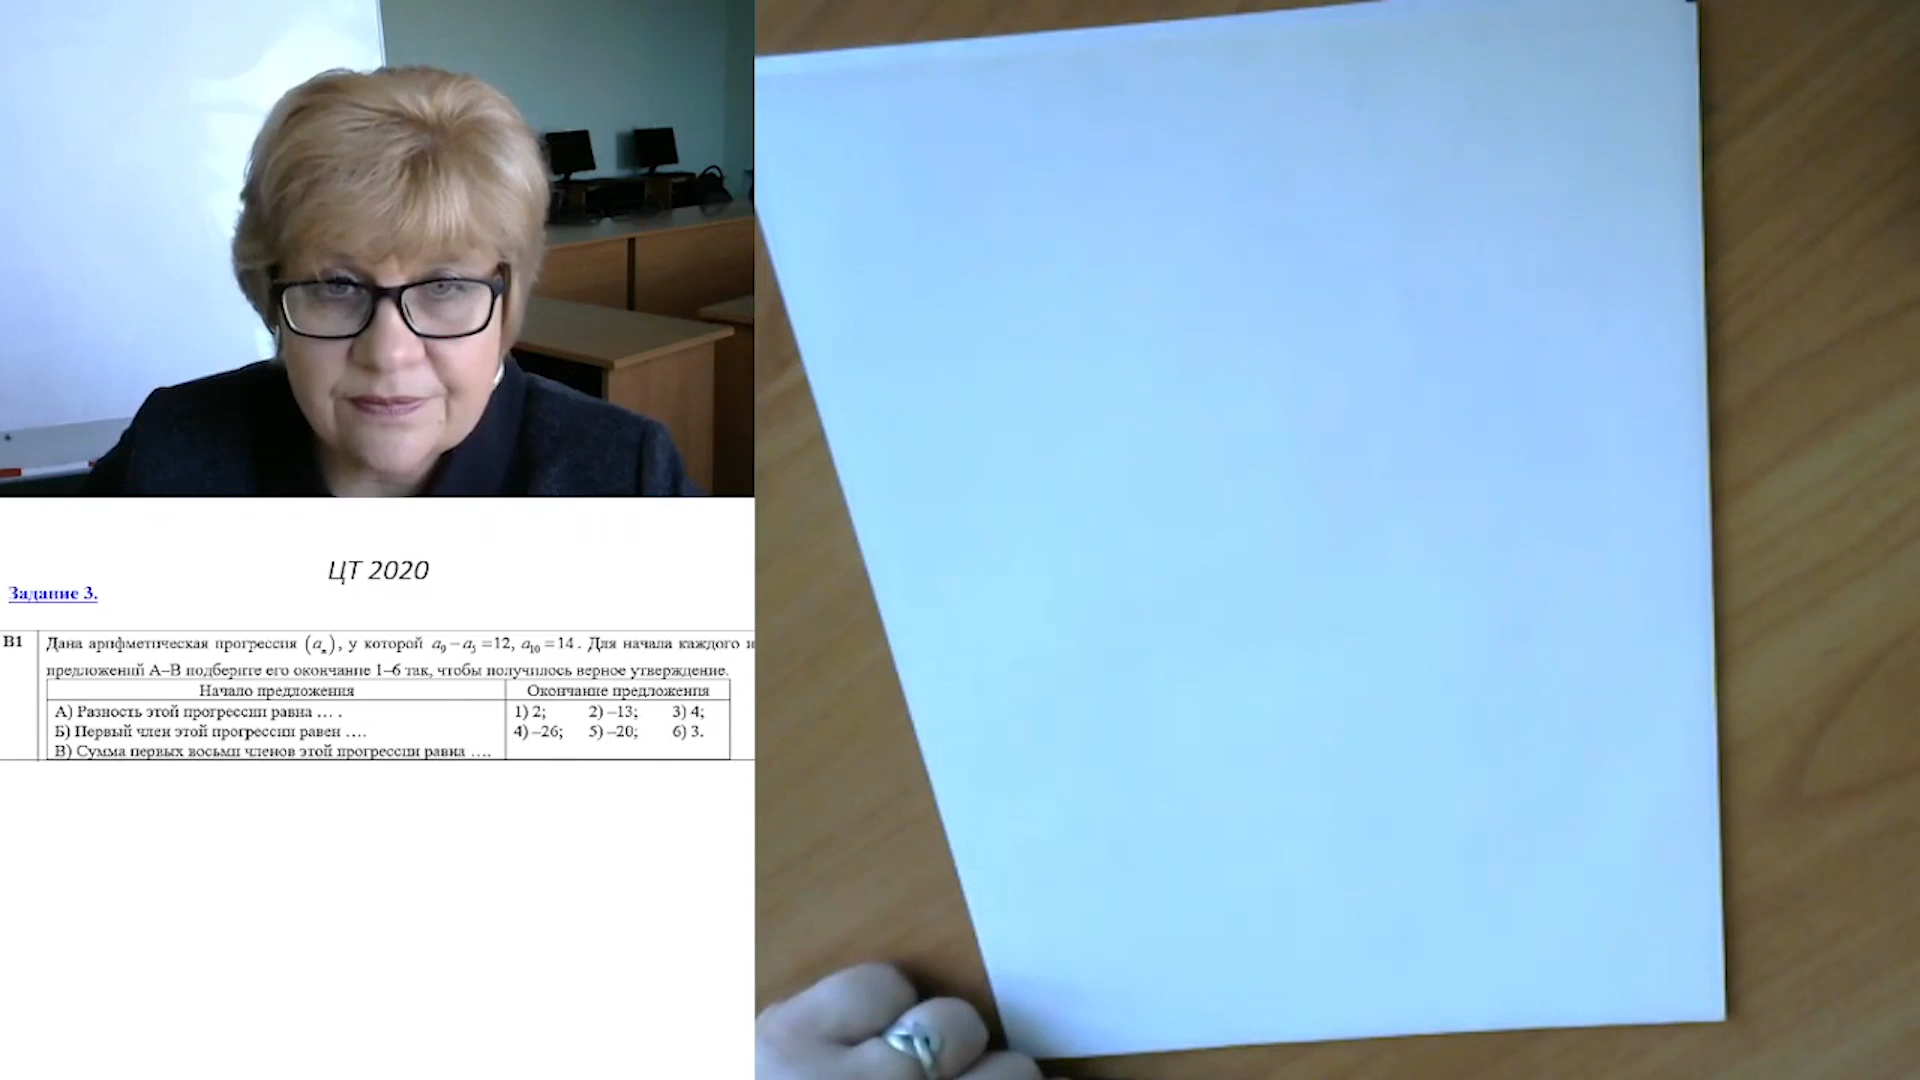 ЦТ 2020
Задание 3.
В1 Дана арифметическая прогрессия (aₙ), у которой a₉ − a₅ =12, a₁₀ =14. Для начала каждого и
предложений А–В подберите его окончание 1–6 так, чтобы получилось верное утверждение.
Начало предложения Окончание предложения
А) Разность этой прогрессии равна ... . 1) 2; 2) –13; 3) 4;
Б) Первый член этой прогрессии равен .... 4) –26; 5) –20; 6) 3.
В) Сумма первых восьми членов этой прогрессии равна ....